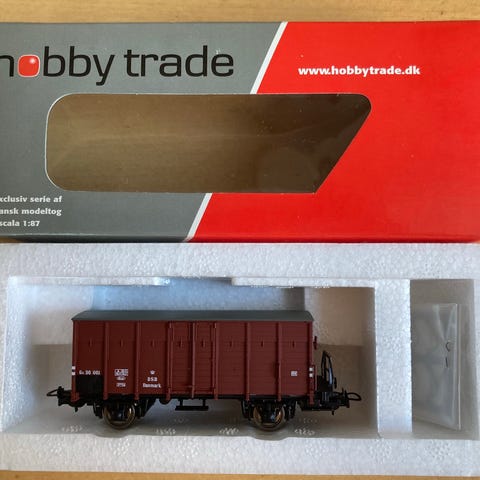 hobby trade
www.hobbytrade.dk
xclusiv serie af
ansk modeltog
scala 1:87
DSB
Danmark